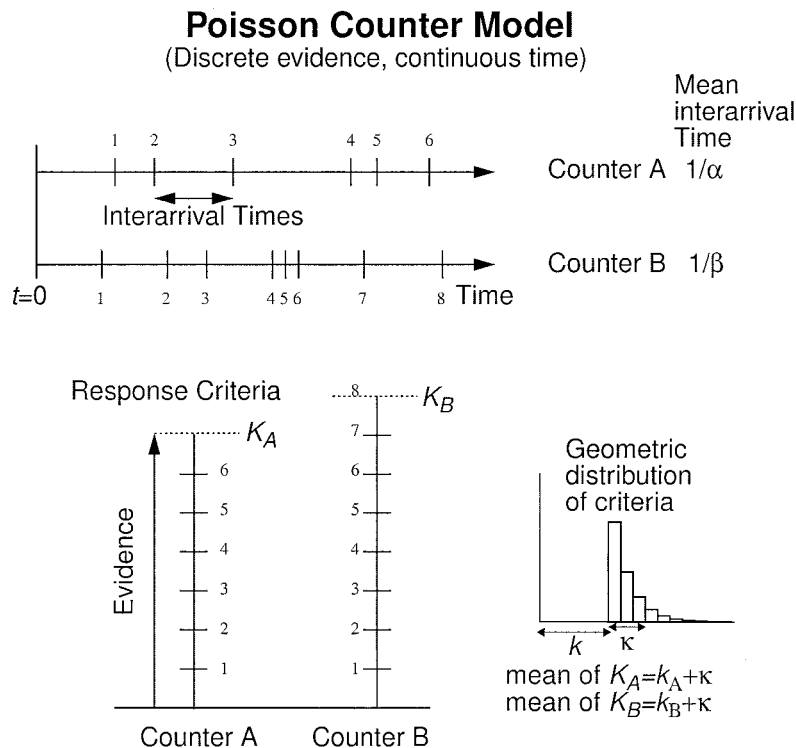 Poisson Counter Model
(Discrete evidence, continuous time)
Mean
interarrival
Time
1 2 3 4 5 6
Counter A 1/α
Interarrival Times
Counter B 1/β
t=0 1 2 3 4 5 6 7 8 Time
Response Criteria
K_A
6
5
4
3
2
1
Evidence
Counter A
8
K_B
7
6
5
4
3
2
1
Counter B
Geometric
distribution
of criteria
k κ
mean of K_A=k_A+κ
mean of K_B=k_B+κ